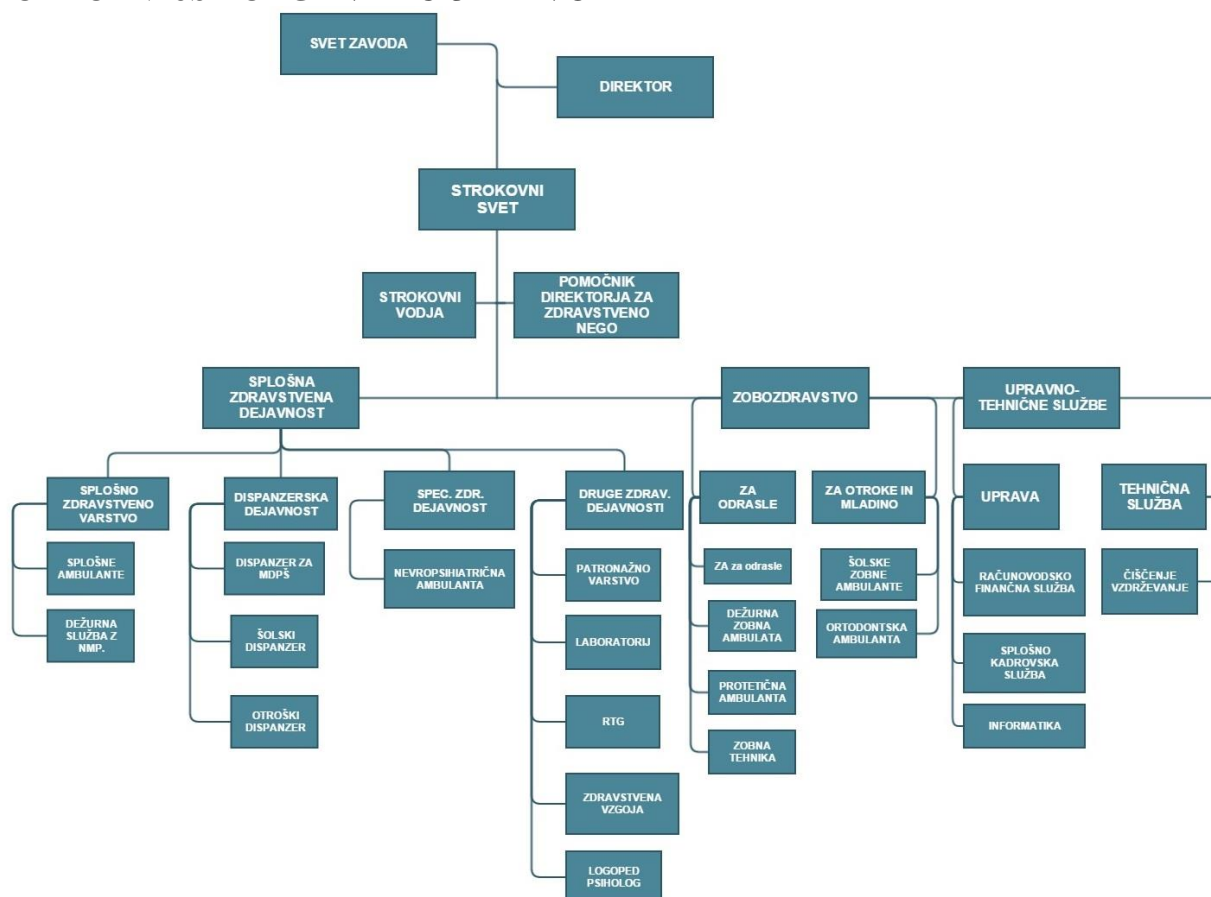 SVET ZAVODA
DIREKTOR
STROKOVNI
SVET
STROKOVNI
VODJA
POMOČNIK
DIREKTORJA ZA
ZDRAVSTVENO
NEGO
SPLOŠNA
ZDRAVSTVENA
DEJAVNOST
ZOBOZDRAVSTVO
UPRAVNO-
TEHNIČNE SLUŽBE
SPLOŠNO
ZDRAVSTVENO
VARSTVO
SPLOŠNE
AMBULANTE
DEŽURNA
SLUŽBA Z
NMP.
DISPANZERSKA
DEJAVNOST
DISPANZER ZA
MDPŠ
ŠOLSKI
DISPANZER
OTROŠKI
DISPANZER
SPEC. ZDR.
DEJAVNOST
NEVROPSIHIATRIČNA
AMBULANTA
DRUGE ZDRAV.
DEJAVNOSTI
PATRONAŽNO
VARSTVO
LABORATORIJ
RTG
ZDRAVSTVENA
VZGOJA
LOGOPED
PSIHOLOG
ZA
ODRASLE
ZA za odrasle
DEŽURNA
ZOBNA
AMBULATA
PROTETIČNA
AMBULANTA
ZOBNA
TEHNIKA
ZA OTROKE IN
MLADINO
ŠOLSKE
ZOBNE
AMBULANTE
ORTODONTSKA
AMBULANTA
UPRAVA
RAČUNOVODSKO
FINANČNA SLUŽBA
SPLOŠNO
KADROVSKA
SLUŽBA
INFORMATIKA
TEHNIČNA
SLUŽBA
ČIŠČENJE
VZDRŽEVANJE